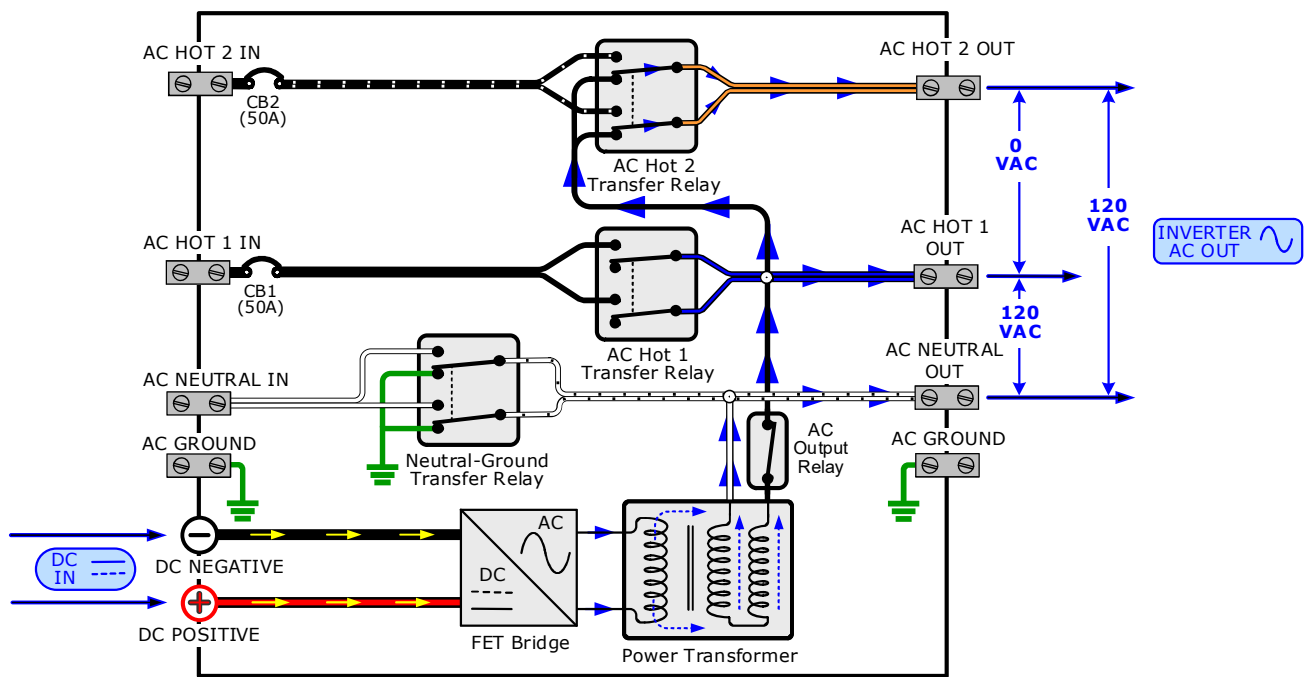 AC HOT 2 IN
CB2
(50A)
AC Hot 2
Transfer Relay
AC HOT 2 OUT
0
VAC
120
VAC
INVERTER
AC OUT
AC HOT 1 IN
CB1
(50A)
AC Hot 1
Transfer Relay
AC HOT 1
OUT
120
VAC
AC NEUTRAL IN
AC NEUTRAL
OUT
AC GROUND
Neutral-Ground
Transfer Relay
AC
Output
Relay
AC GROUND
DC
IN
DC NEGATIVE
DC POSITIVE
AC
DC
FET Bridge
Power Transformer